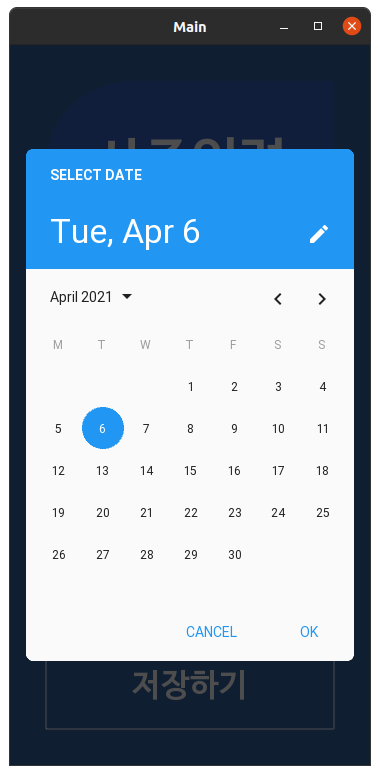 Main
SELECT DATE
Tue, Apr 6
April 2021
M T W T F S S
1 2 3 4
5 6 7 8 9 10 11
12 13 14 15 16 17 18
19 20 21 22 23 24 25
26 27 28 29 30
CANCEL OK
저장하기